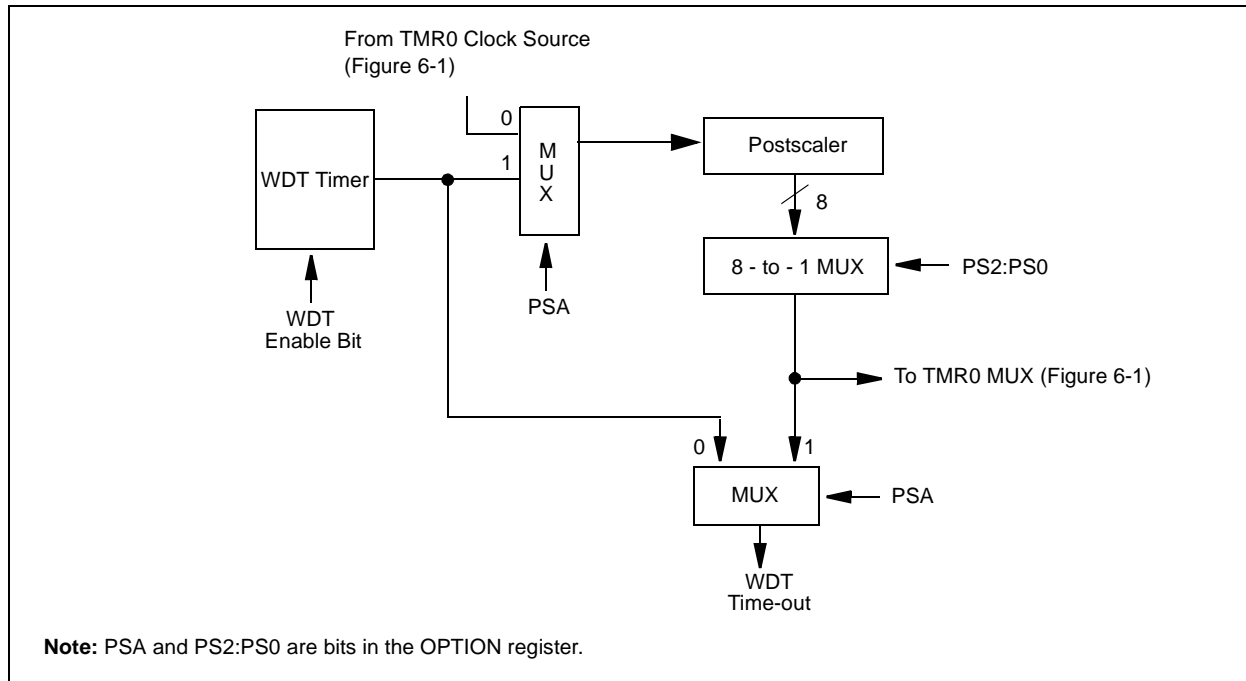 From TMR0 Clock Source
(Figure 6-1)
0
1
M
U
X
WDT Timer
Postscaler
8
8 - to - 1 MUX
PS2:PS0
PSA
WDT
Enable Bit
To TMR0 MUX (Figure 6-1)
0
1
MUX
PSA
WDT
Time-out
Note: PSA and PS2:PS0 are bits in the OPTION register.